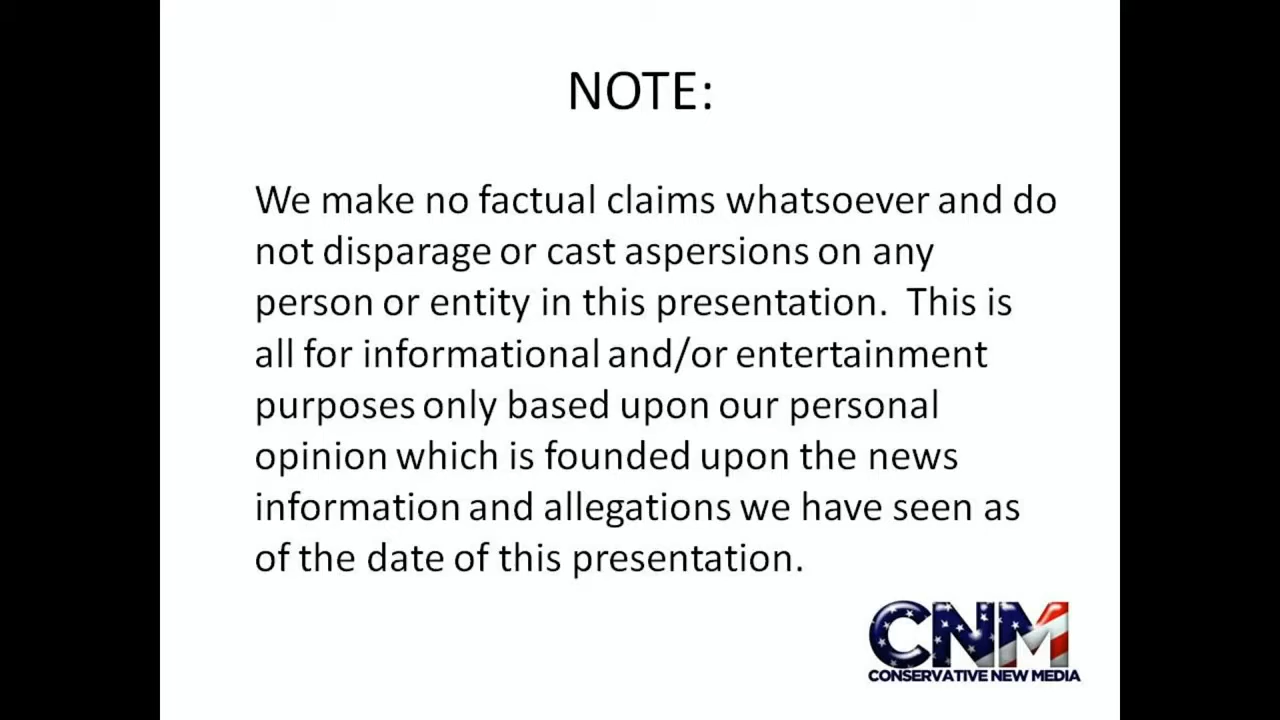 NOTE:
We make no factual claims whatsoever and do
not disparage or cast aspersions on any
person or entity in this presentation.  This is
all for informational and/or entertainment
purposes only based upon our personal
opinion which is founded upon the news
information and allegations we have seen as
of the date of this presentation.
CNM
CONSERVATIVE NEW MEDIA